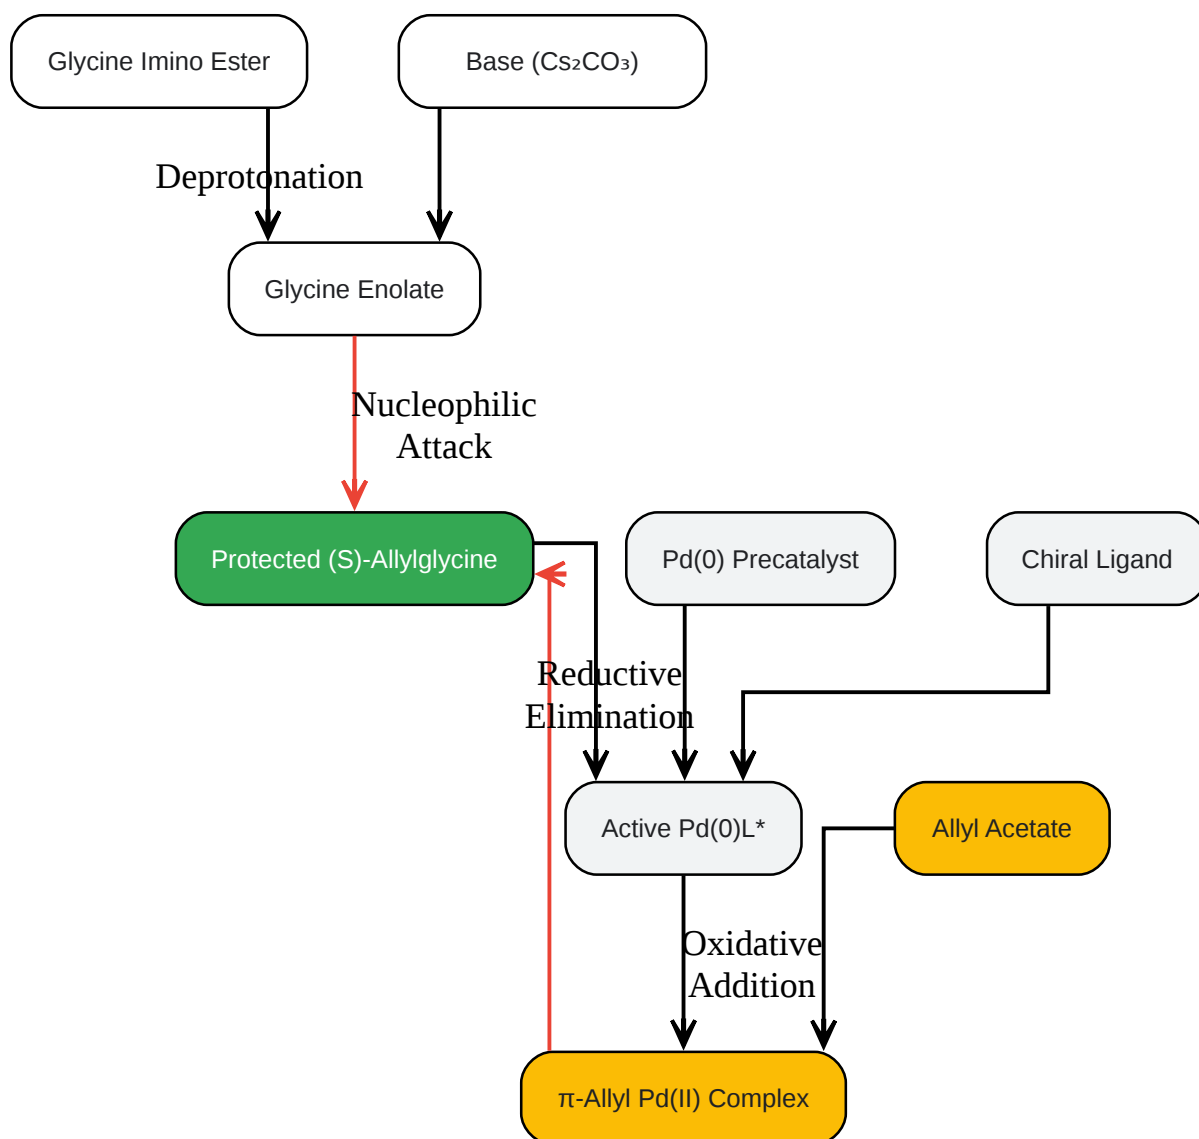 Glycine Imino Ester
Base (Cs₂CO₃)
Deprotonation
Glycine Enolate
Nucleophilic
Attack
Protected (S)-Allylglycine
Pd(0) Precatalyst
Chiral Ligand
Reductive
Elimination
Active Pd(0)L*
Allyl Acetate
Oxidative
Addition
π-Allyl Pd(II) Complex